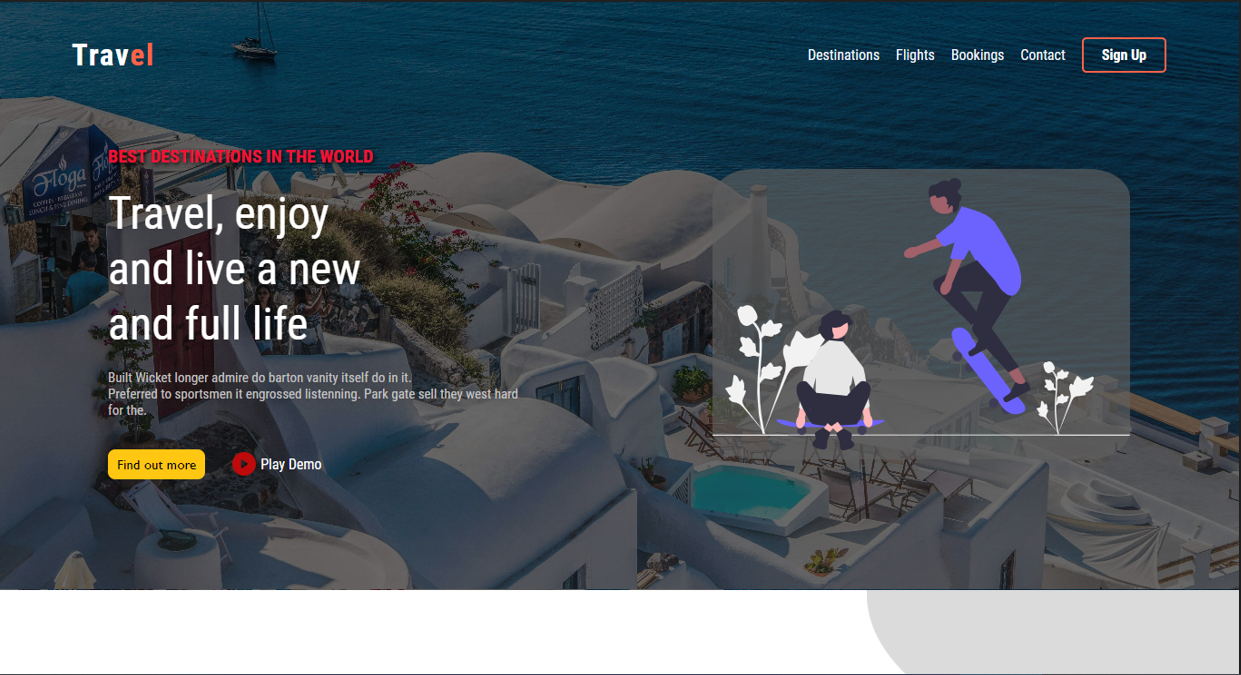 Travel
Destinations Flights Bookings Contact Sign Up
BEST DESTINATIONS IN THE WORLD
Floga
Travel, enjoy
and live a new
and full life
Built Wicket longer admire do barton vanity itself do in it.
Preferred to sportsmen it engrossed listenning. Park gate sell they west hard
for the.
Find out more
Play Demo